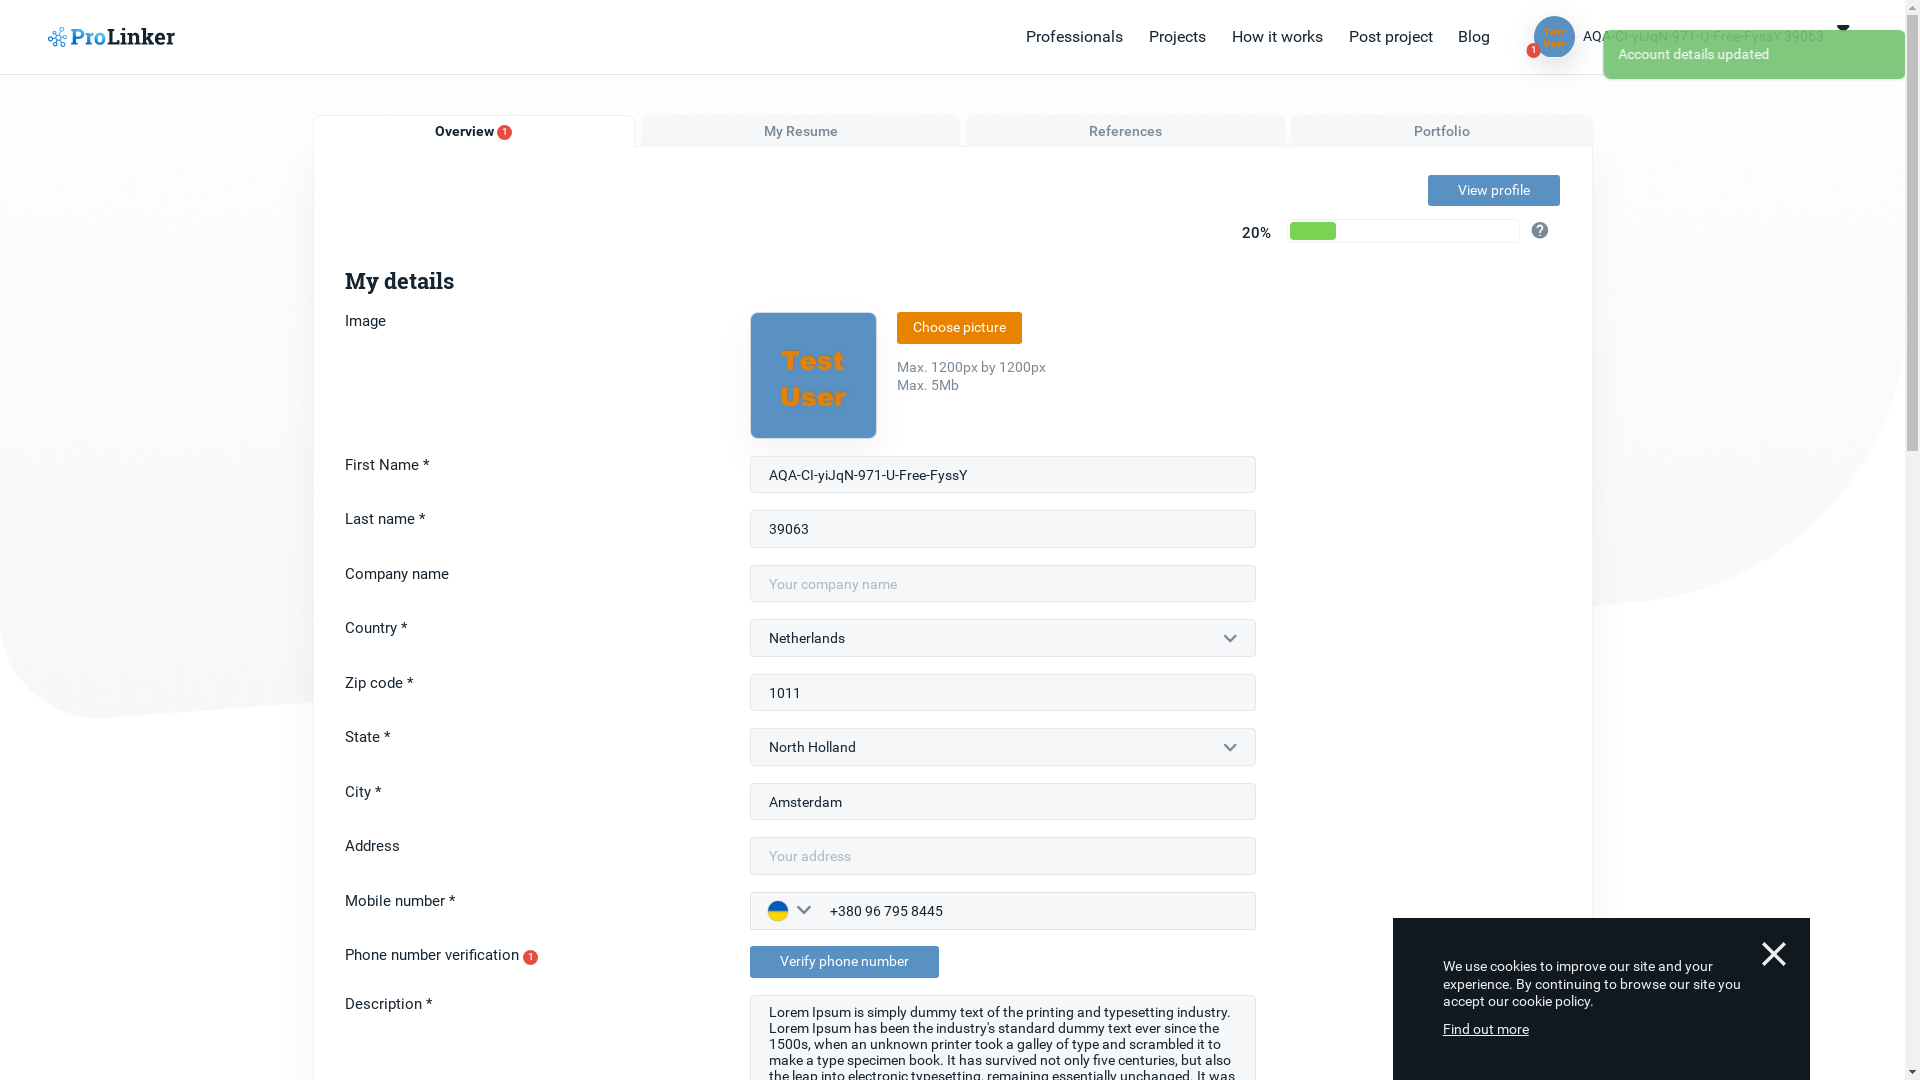 ProLinker
Professionals
Projects
How it works
Post project
Blog
Test
User
1
AQA-CI-yiJqN-971-U-Free-FyssY 39063
Account details updated
Overview 1
My Resume
References
Portfolio
View profile
20%
?
My details
Image
Test
User
Choose picture
Max. 1200px by 1200px
Max. 5Mb
First Name *
AQA-CI-yiJqN-971-U-Free-FyssY
Last name *
39063
Company name
Your company name
Country *
Netherlands
Zip code *
1011
State *
North Holland
City *
Amsterdam
Address
Your address
Mobile number *
+380 96 795 8445
Phone number verification 1
Verify phone number
Description *
Lorem Ipsum is simply dummy text of the printing and typesetting industry.
Lorem Ipsum has been the industry's standard dummy text ever since the
1500s, when an unknown printer took a galley of type and scrambled it to
make a type specimen book. It has survived not only five centuries, but also
the leap into electronic typesetting, remaining essentially unchanged. It was
We use cookies to improve our site and your
experience. By continuing to browse our site you
accept our cookie policy.
Find out more